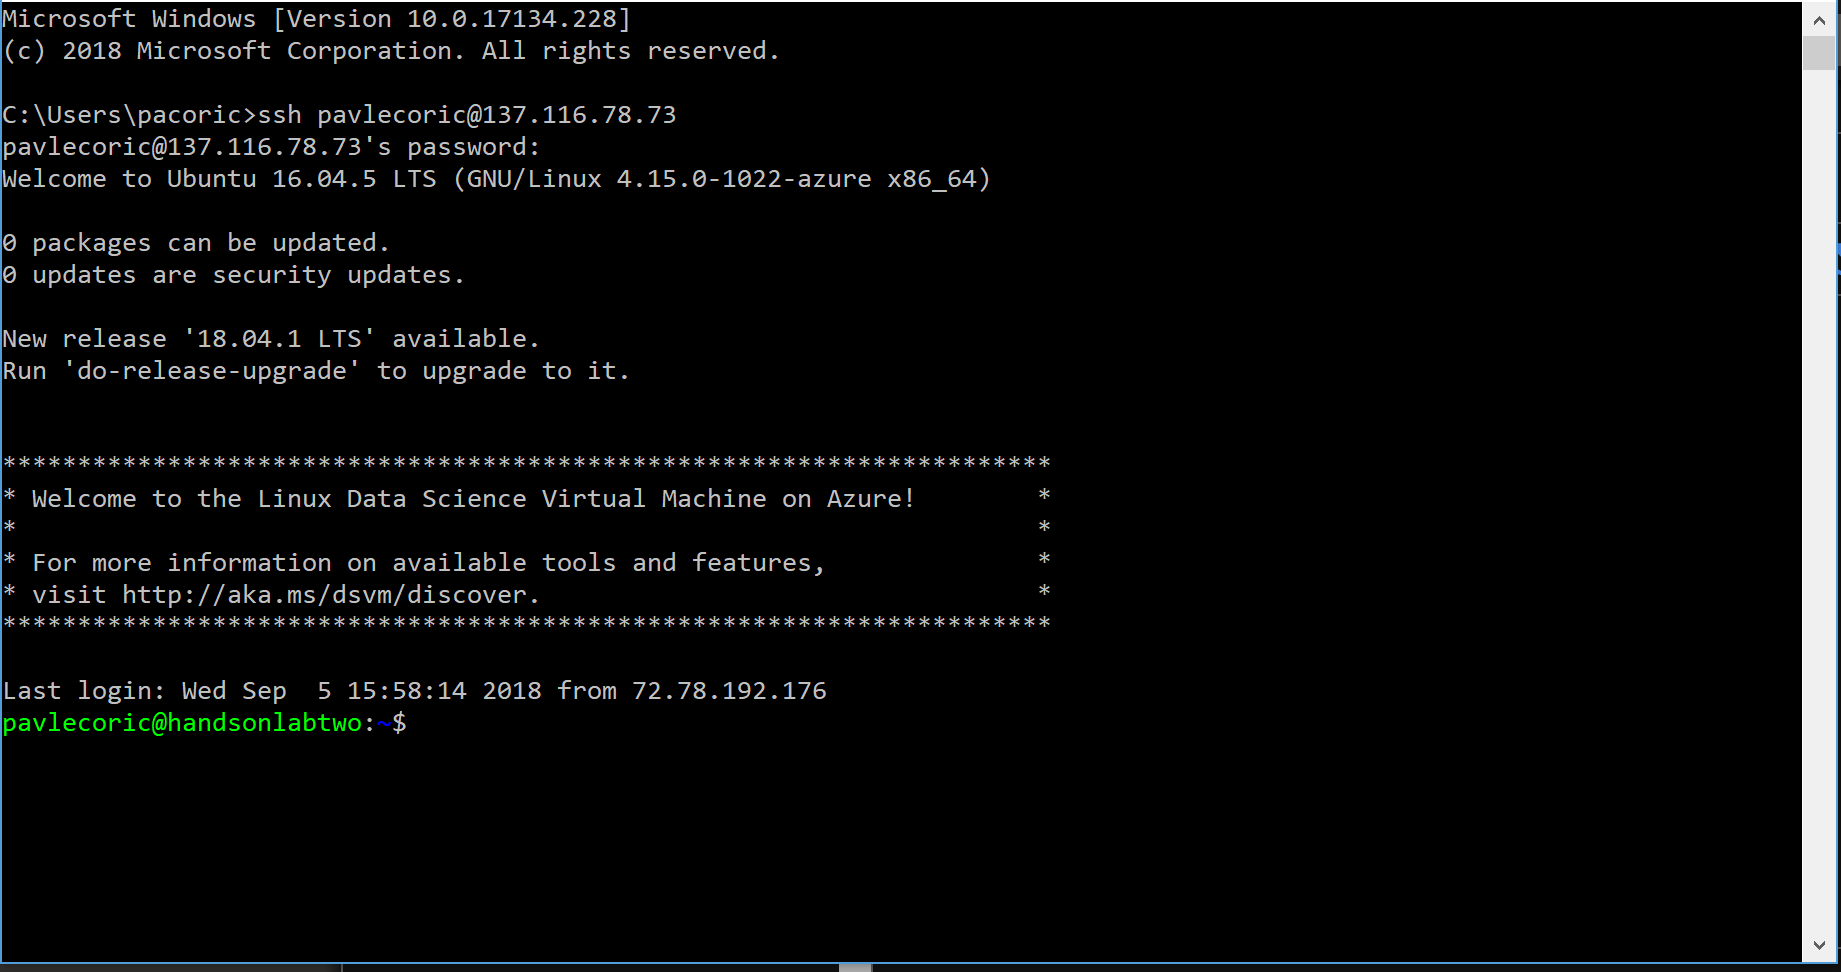 Microsoft Windows [Version 10.0.17134.228]
(c) 2018 Microsoft Corporation. All rights reserved.
C:\Users\pacoric>ssh pavlecoric@137.116.78.73
pavlecoric@137.116.78.73's password:
Welcome to Ubuntu 16.04.5 LTS (GNU/Linux 4.15.0-1022-azure x86_64)
0 packages can be updated.
0 updates are security updates.
New release '18.04.1 LTS' available.
Run 'do-release-upgrade' to upgrade to it.
**********************************************************************
* Welcome to the Linux Data Science Virtual Machine on Azure!        *
*                                                                    *
* For more information on available tools and features,              *
* visit http://aka.ms/dsvm/discover.                                 *
**********************************************************************
Last login: Wed Sep  5 15:58:14 2018 from 72.78.192.176
pavlecoric@handsonlabtwo:~$